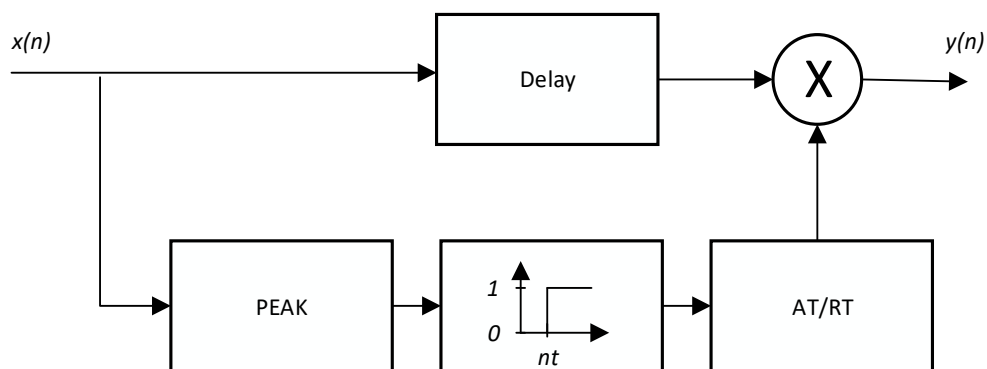 x(n)
y(n)
Delay
X
PEAK
1
0
nt
AT/RT